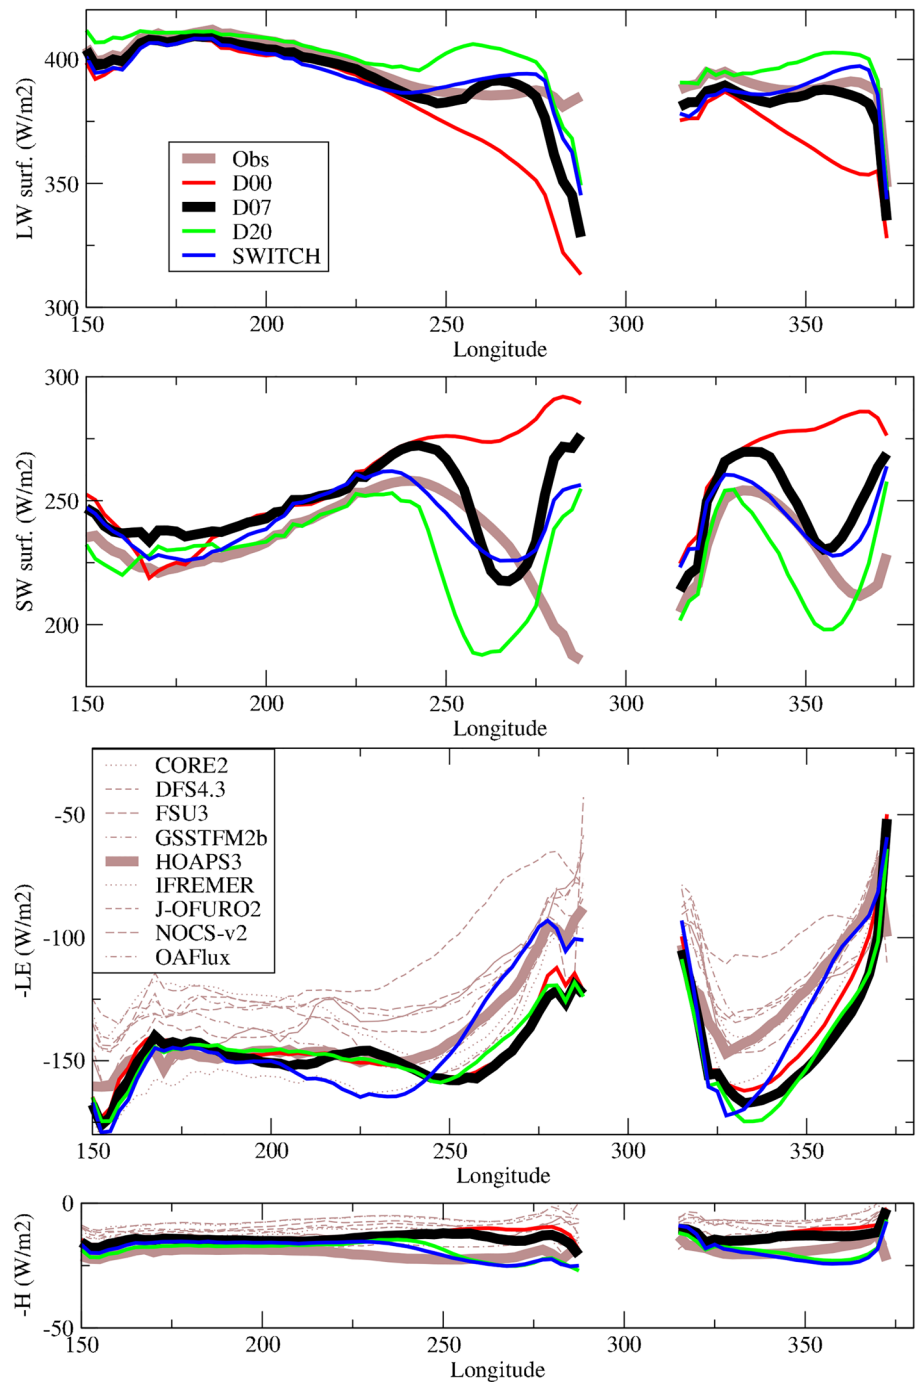 400
350
300
LW surf. (W/m2)
Obs
D00
D07
D20
SWITCH
150 200 250 300 350
Longitude
300
250
200
SW surf. (W/m2)
150 200 250 300 350
Longitude
-50
-100
-150
-LE (W/m2)
CORE2
DFS4.3
FSU3
GSSTFM2b
HOAPS3
IFREMER
J-OFURO2
NOCS-v2
OAFlux
150 200 250 300 350
Longitude
0
-25
-50
-H (W/m2)
150 200 250 300 350
Longitude